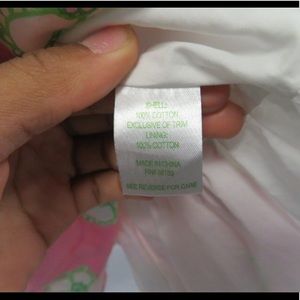 SHELL:
100% COTTON
EXCLUSIVE OF TRIM
LINING:
100% COTTON
MADE IN CHINA
SEE REVERSE FOR CARE